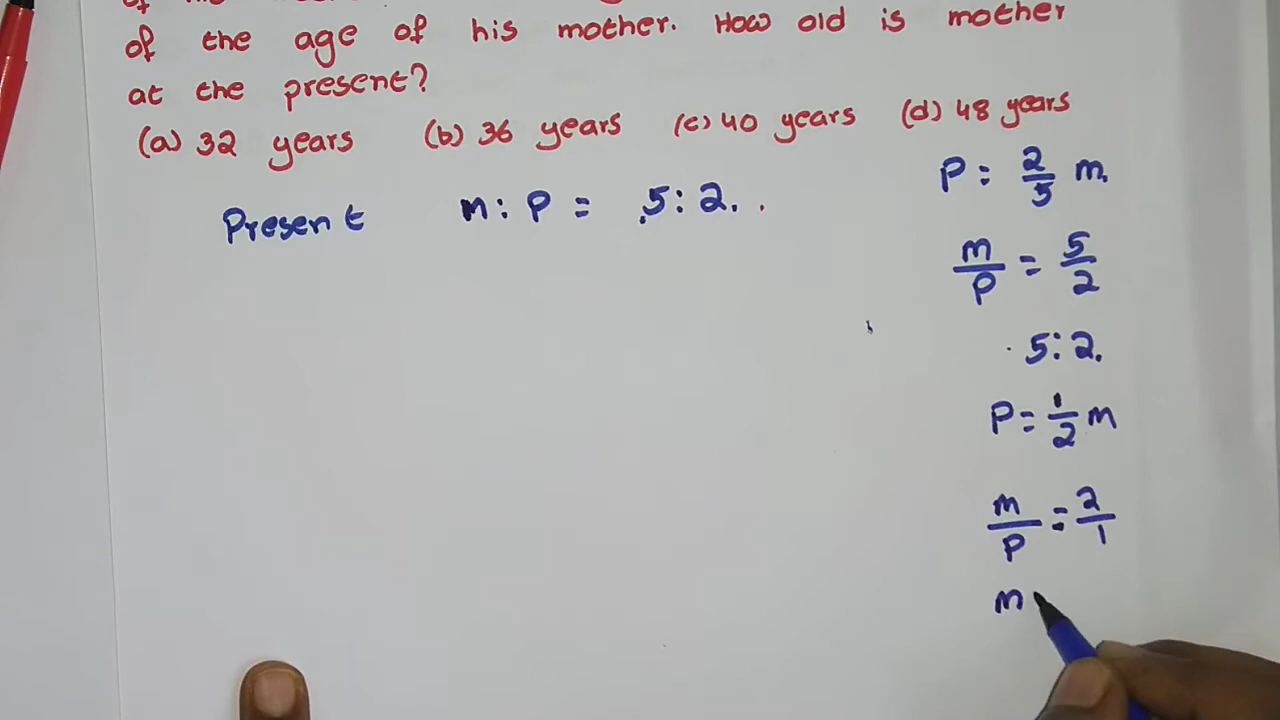 of the age of his mother. How old is mother
at the present?
(a) 32 years (b) 36 years (c) 40 years (d) 48 years
Present m : P = 5 : 2.
P = 2/5 m.
m/P = 5/2
5 : 2.
P = 1/2 m
m/P = 2/1
m